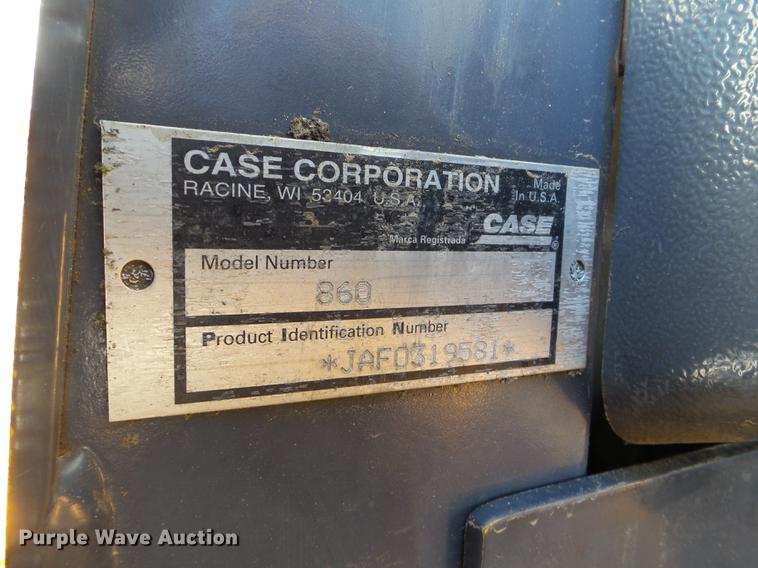 CASE CORPORATION
RACINE, WI 53404 U.S.A.
Made
In U.S.A.
CASE
®
Marca Registrada
Model Number
860
Product Identification Number
*JAF0319581*
Purple Wave Auction